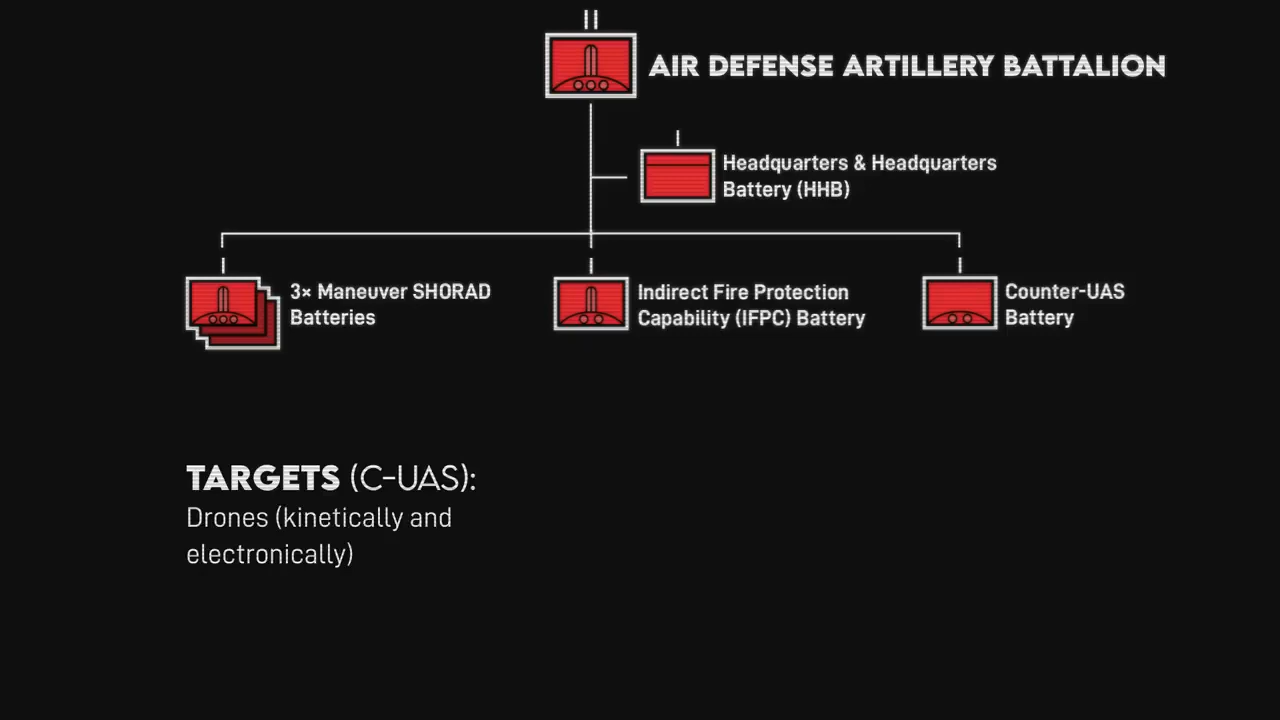 AIR DEFENSE ARTILLERY BATTALION
Headquarters & Headquarters
Battery (HHB)
3× Maneuver SHORAD
Batteries
Indirect Fire Protection
Capability (IFPC) Battery
Counter-UAS
Battery
TARGETS (C-UAS):
Drones (kinetically and
electronically)